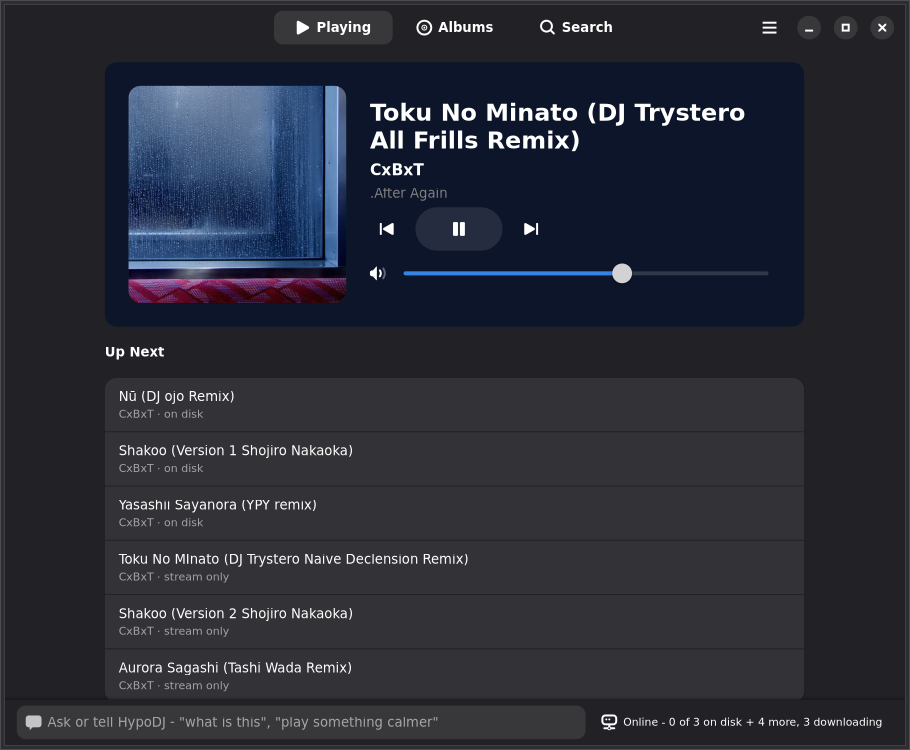 Playing
Albums
Search
Toku No Minato (DJ Trystero
All Frills Remix)
CxBxT
.After Again
Up Next
Nū (DJ ojo Remix)
CxBxT · on disk
Shakoo (Version 1 Shojiro Nakaoka)
CxBxT · on disk
Yasashii Sayanora (YPY remix)
CxBxT · on disk
Toku No MInato (DJ Trystero Naive Declension Remix)
CxBxT · stream only
Shakoo (Version 2 Shojiro Nakaoka)
CxBxT · stream only
Aurora Sagashi (Tashi Wada Remix)
CxBxT · stream only
Ask or tell HypoDJ - "what is this", "play something calmer"
Online - 0 of 3 on disk + 4 more, 3 downloading